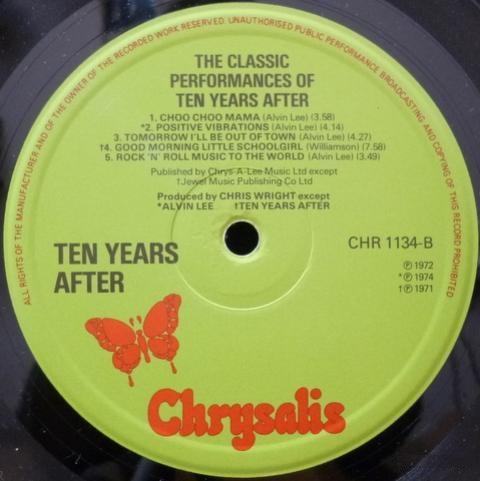 ALL RIGHTS OF THE MANUFACTURER AND OF THE OWNER OF THE RECORDED WORK RESERVED. UNAUTHORISED PUBLIC PERFORMANCE BROADCASTING AND COPYING OF THIS RECORD PROHIBITED
THE CLASSIC
PERFORMANCES OF
TEN YEARS AFTER
1. CHOO CHOO MAMA (Alvin Lee) (3.58)
*2. POSITIVE VIBRATIONS (Alvin Lee) (4.14)
3. TOMORROW I'LL BE OUT OF TOWN (Alvin Lee) (4.27)
†4. GOOD MORNING LITTLE SCHOOLGIRL (Williamson) (7.58)
5. ROCK 'N' ROLL MUSIC TO THE WORLD (Alvin Lee) (3.49)
Published by Chrys-A-Lee Music Ltd except
†Jewel Music Publishing Co Ltd
Produced by CHRIS WRIGHT except
*ALVIN LEE †TEN YEARS AFTER
TEN YEARS
AFTER
CHR 1134-B
℗ 1972
*℗ 1974
†℗ 1971
Chrysalis